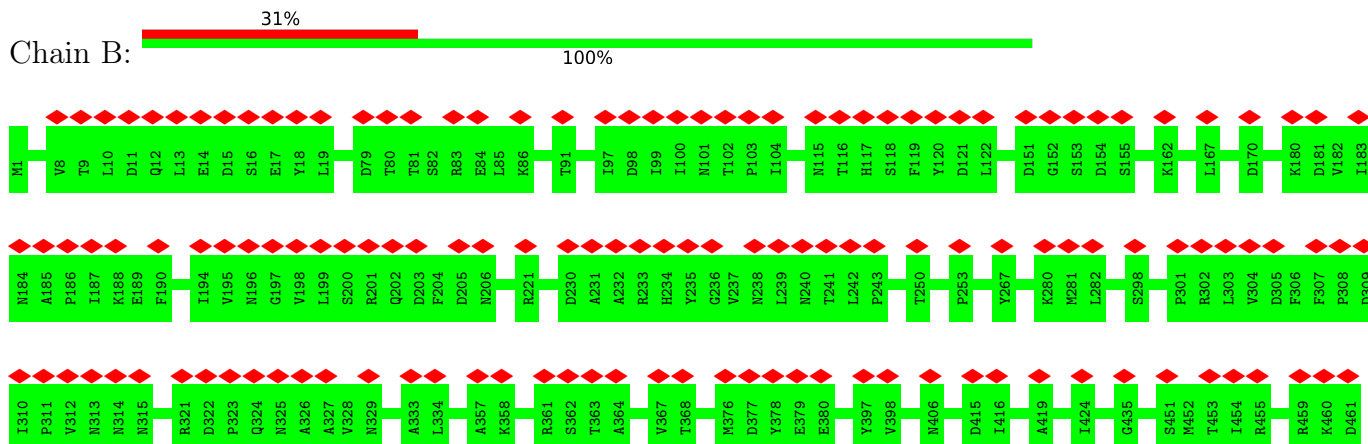 31%
Chain B:
100%
M1 V8 T9 L10 D11 Q12 L13 E14 D15 S16 E17 Y18 L19 D79 T80 T81 S82 R83 E84 L85 K86 T91 I97 D98 I99 I100 N101 T102 P103 I104 N115 T116 H117 S118 F119 Y120 D121 L122 D151 G152 S153 D154 S155 K162 L167 D170 K180 D181 V182 I183
N184 A185 P186 I187 K188 E189 F190 I194 V195 N196 G197 V198 L199 S200 R201 Q202 D203 F204 D205 N206 R221 D230 A231 A232 R233 H234 Y235 G236 V237 N238 L239 N240 T241 L242 P243 T250 P253 Y267 K280 M281 L282 S298 P301 R302 L303 V304 D305 F306 F307 P308 D309
I310 P311 V312 N313 N314 N315 R321 D322 P323 Q324 N325 A326 A327 V328 N329 A333 L334 A357 K358 R361 S362 T363 A364 V367 T368 M376 D377 Y378 E379 E380 Y397 V398 N406 D415 I416 A419 I424 G435 S451 M452 T453 I454 R455 R459 K460 D461